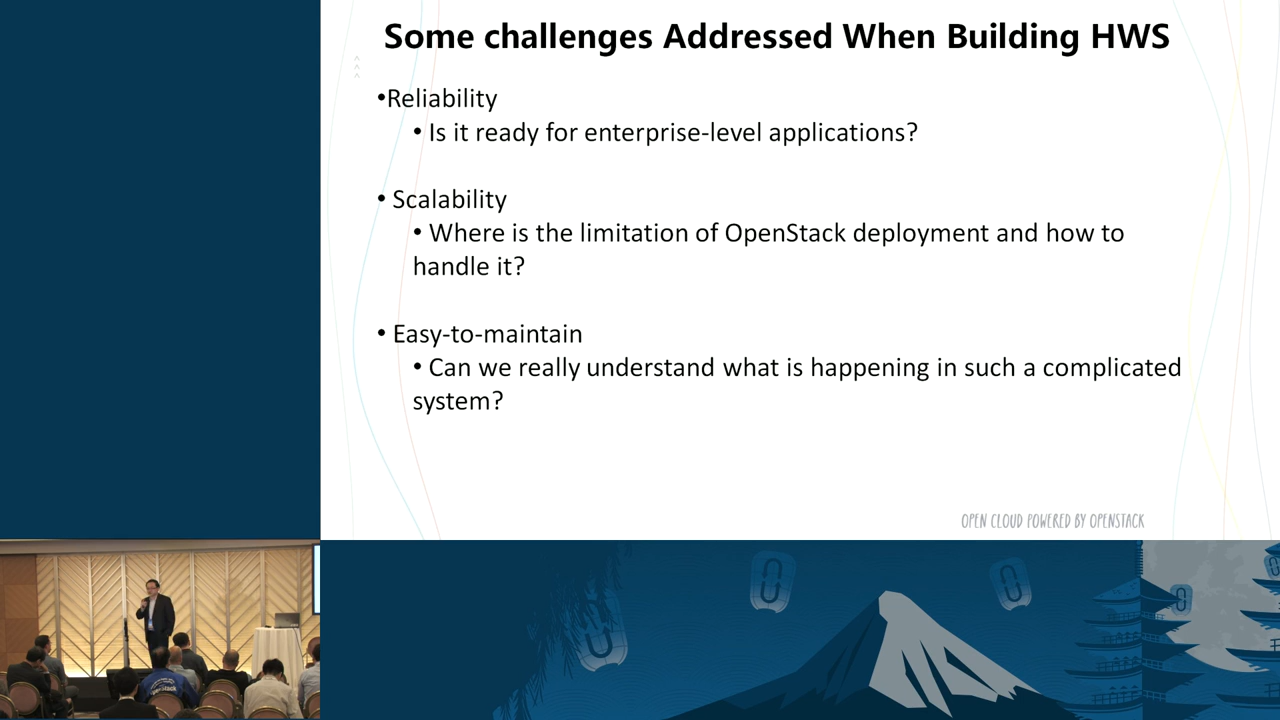 Some challenges Addressed When Building HWS
•Reliability
• Is it ready for enterprise-level applications?
• Scalability
• Where is the limitation of OpenStack deployment and how to
handle it?
• Easy-to-maintain
• Can we really understand what is happening in such a complicated
system?
OPEN CLOUD POWERED BY OPENSTACK
openstack